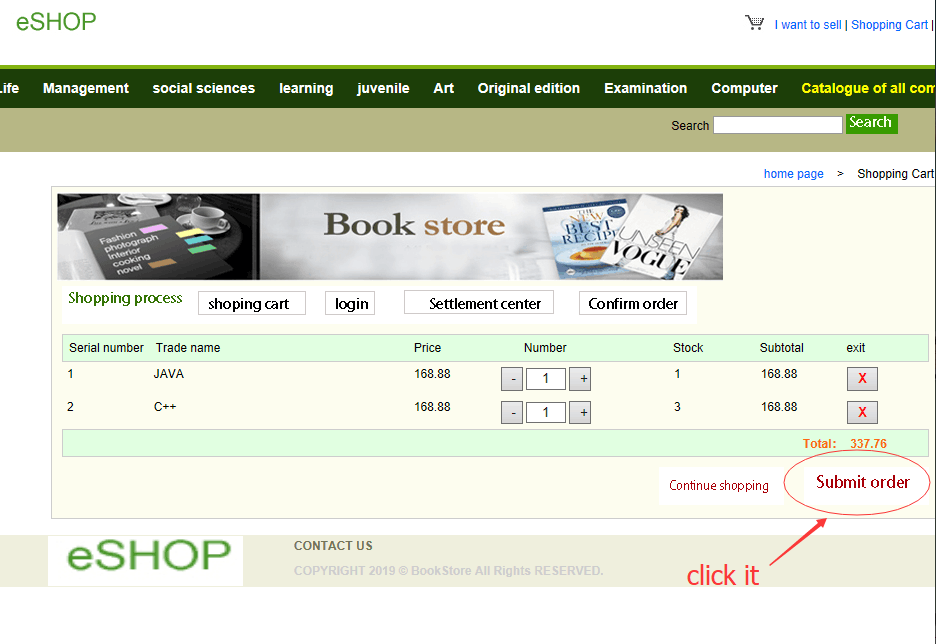 eSHOP
I want to sell | Shopping Cart |
Life Management social sciences learning juvenile Art Original edition Examination Computer Catalogue of all com
Search Search
home page > Shopping Cart
Fashion
photograph
Interior
cooking
novel
Book store
THE NEW
BEST
RECIPE
UNSEEN
VOGUE
Shopping process shoping cart login Settlement center Confirm order
Serial number Trade name Price Number Stock Subtotal exit
1 JAVA 168.88 - 1 + 1 168.88 X
2 C++ 168.88 - 1 + 3 168.88 X
Total: 337.76
Continue shopping Submit order
click it
eSHOP
CONTACT US
COPYRIGHT 2019 © BookStore All Rights RESERVED.